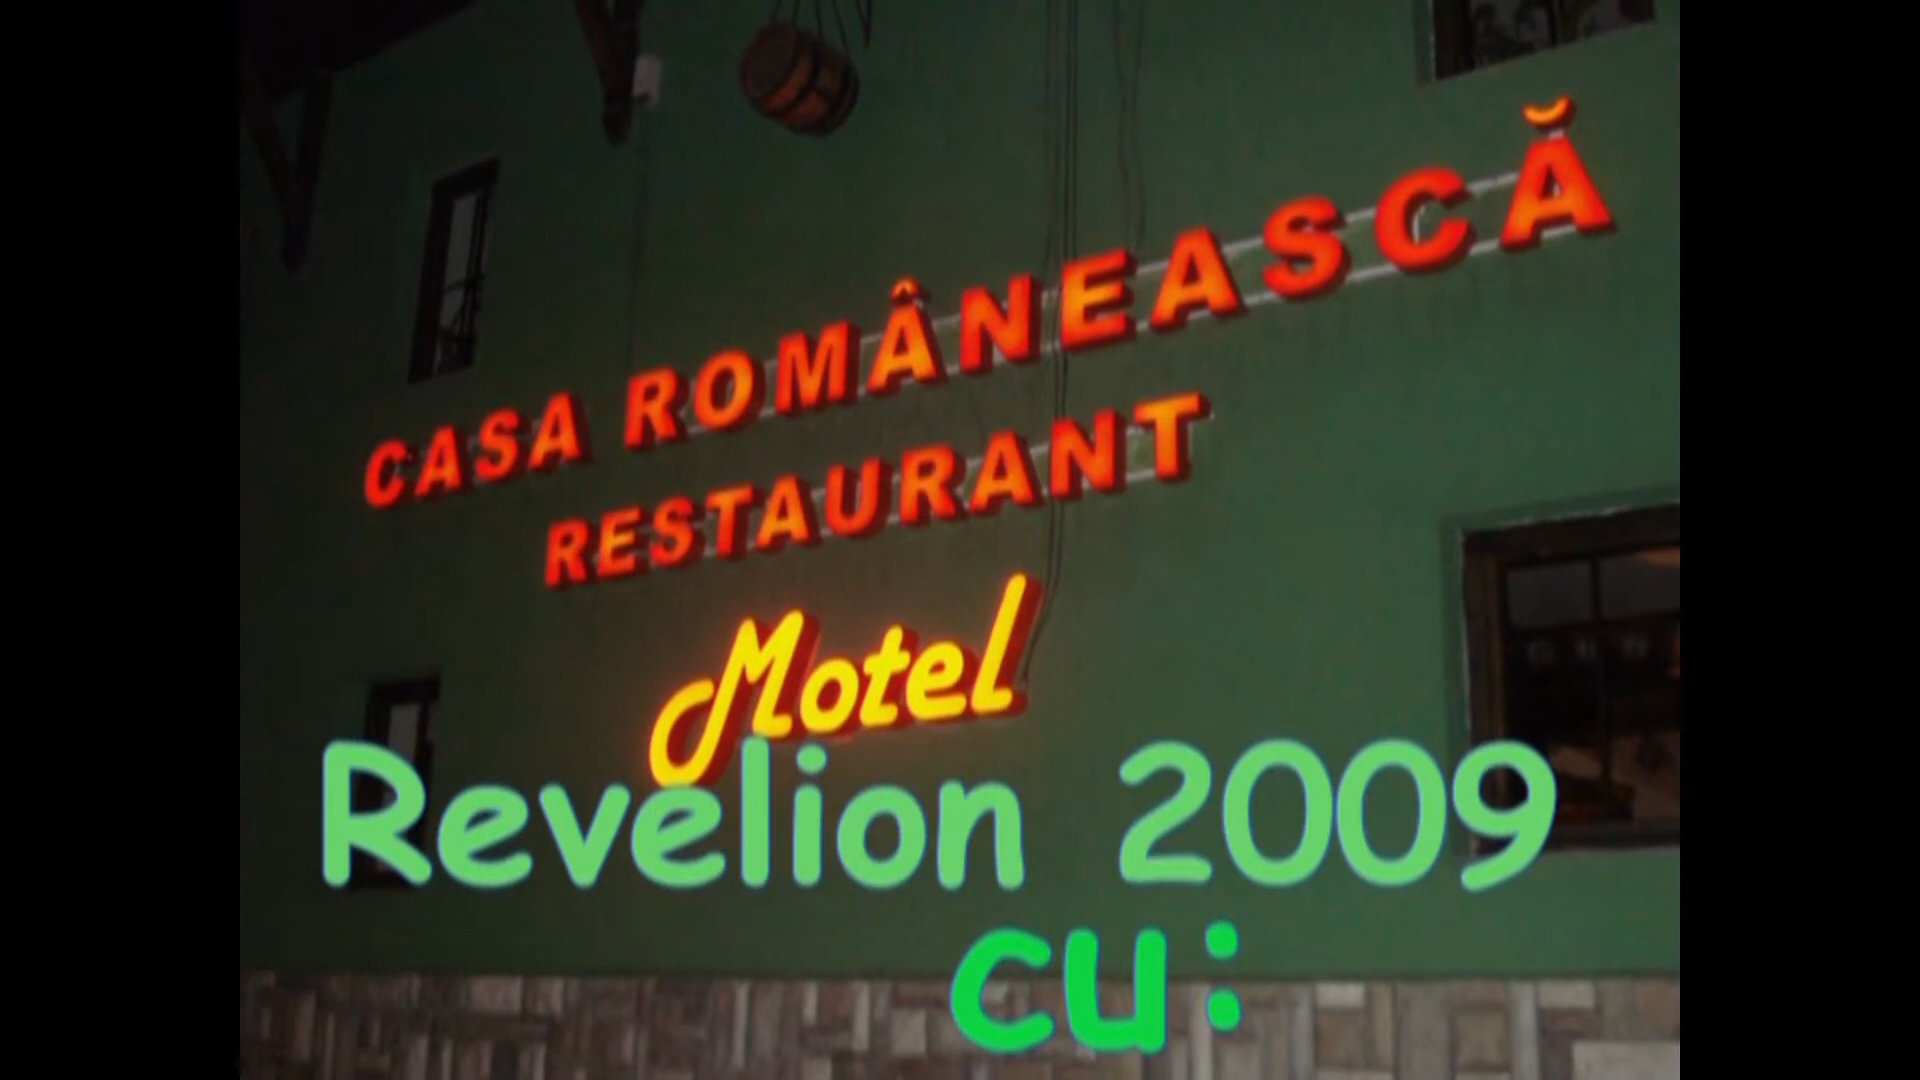 CASA ROMÂNEASCĂ
RESTAURANT
Motel
Revelion 2009
cu: